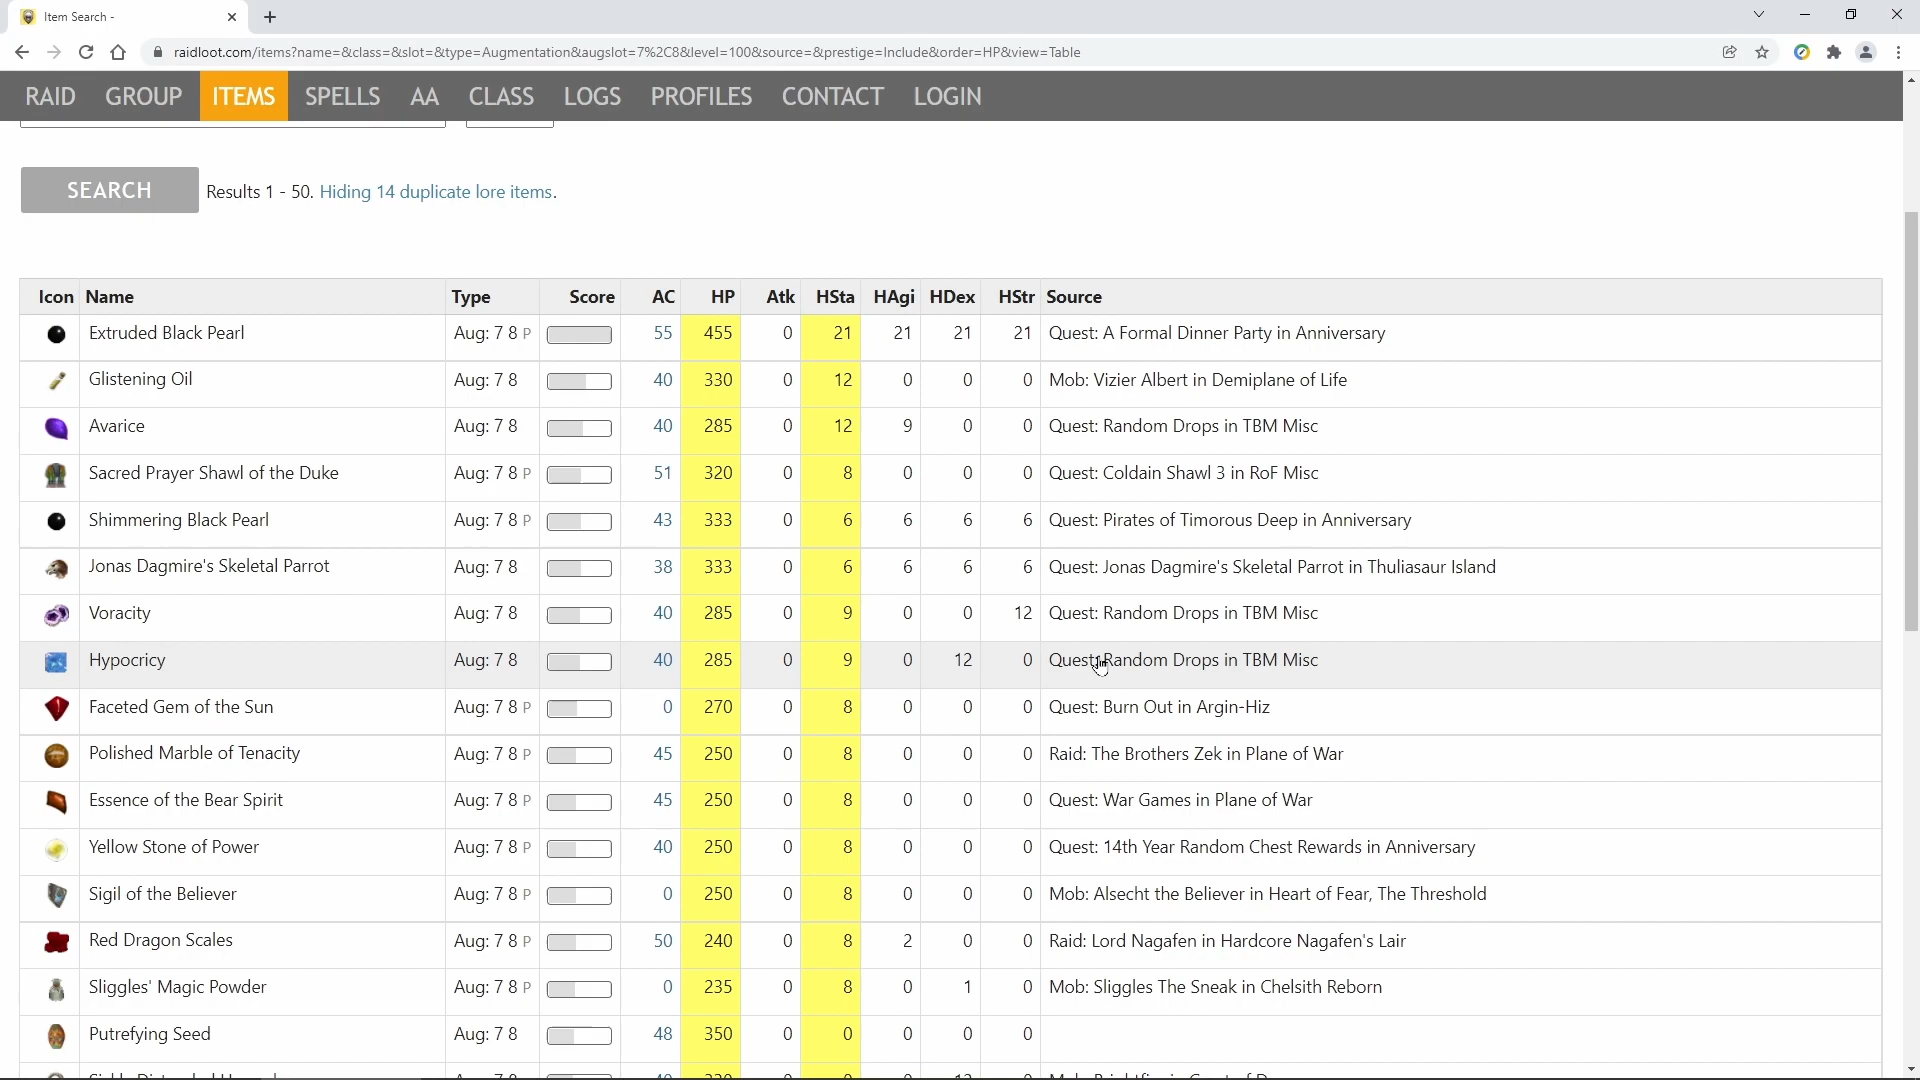 Item Search -
raidloot.com/items?name=&class=&slot=&type=Augmentation&augslot=7%2C8&level=100&source=&prestige=Include&order=HP&view=Table
RAID GROUP ITEMS SPELLS AA CLASS LOGS PROFILES CONTACT LOGIN
SEARCH Results 1 - 50. Hiding 14 duplicate lore items.
Icon Name Type Score AC HP Atk HSta HAgi HDex HStr Source
Extruded Black Pearl Aug: 7 8 P 55 455 0 21 21 21 21 Quest: A Formal Dinner Party in Anniversary
Glistening Oil Aug: 7 8 40 330 0 12 0 0 0 Mob: Vizier Albert in Demiplane of Life
Avarice Aug: 7 8 40 285 0 12 9 0 0 Quest: Random Drops in TBM Misc
Sacred Prayer Shawl of the Duke Aug: 7 8 P 51 320 0 8 0 0 0 Quest: Coldain Shawl 3 in RoF Misc
Shimmering Black Pearl Aug: 7 8 P 43 333 0 6 6 6 6 Quest: Pirates of Timorous Deep in Anniversary
Jonas Dagmire's Skeletal Parrot Aug: 7 8 38 333 0 6 6 6 6 Quest: Jonas Dagmire's Skeletal Parrot in Thuliasaur Island
Voracity Aug: 7 8 40 285 0 9 0 0 12 Quest: Random Drops in TBM Misc
Hypocricy Aug: 7 8 40 285 0 9 0 12 0 Quest: Random Drops in TBM Misc
Faceted Gem of the Sun Aug: 7 8 P 0 270 0 8 0 0 0 Quest: Burn Out in Argin-Hiz
Polished Marble of Tenacity Aug: 7 8 P 45 250 0 8 0 0 0 Raid: The Brothers Zek in Plane of War
Essence of the Bear Spirit Aug: 7 8 P 45 250 0 8 0 0 0 Quest: War Games in Plane of War
Yellow Stone of Power Aug: 7 8 P 40 250 0 8 0 0 0 Quest: 14th Year Random Chest Rewards in Anniversary
Sigil of the Believer Aug: 7 8 P 0 250 0 8 0 0 0 Mob: Alsecht the Believer in Heart of Fear, The Threshold
Red Dragon Scales Aug: 7 8 P 50 240 0 8 2 0 0 Raid: Lord Nagafen in Hardcore Nagafen's Lair
Sliggles' Magic Powder Aug: 7 8 P 0 235 0 8 0 1 0 Mob: Sliggles The Sneak in Chelsith Reborn
Putrefying Seed Aug: 7 8 48 350 0 0 0 0 0